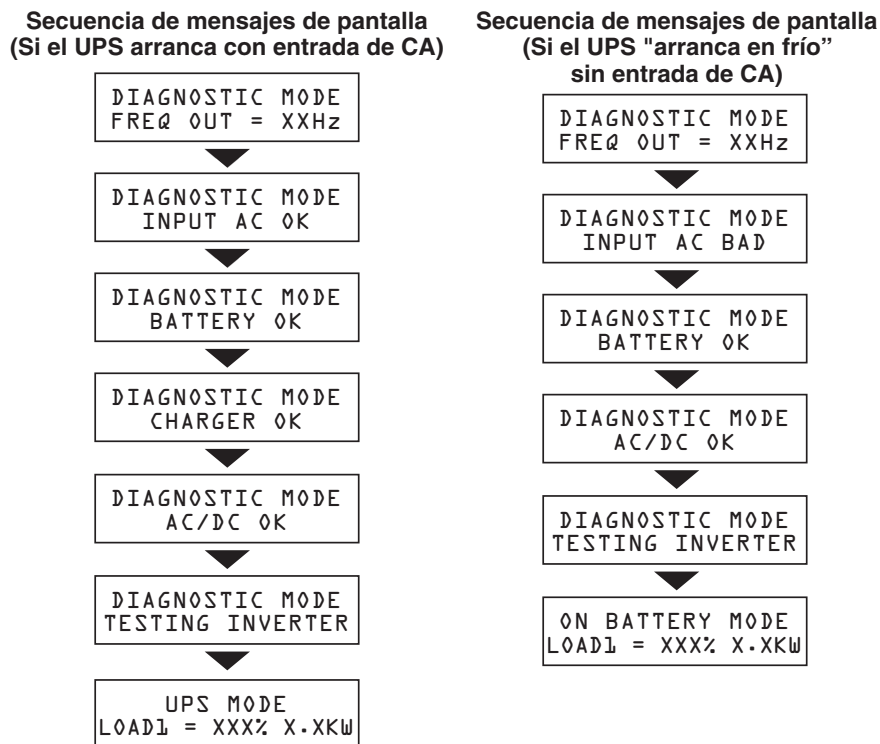 Secuencia de mensajes de pantalla
(Si el UPS arranca con entrada de CA)
DIAGNOSTIC MODE
FREQ OUT = XXHz
DIAGNOSTIC MODE
INPUT AC OK
DIAGNOSTIC MODE
BATTERY OK
DIAGNOSTIC MODE
CHARGER OK
DIAGNOSTIC MODE
AC/DC OK
DIAGNOSTIC MODE
TESTING INVERTER
UPS MODE
LOAD1 = XXX% X.XKW
Secuencia de mensajes de pantalla
(Si el UPS "arranca en frío”
sin entrada de CA)
DIAGNOSTIC MODE
FREQ OUT = XXHz
DIAGNOSTIC MODE
INPUT AC BAD
DIAGNOSTIC MODE
BATTERY OK
DIAGNOSTIC MODE
AC/DC OK
DIAGNOSTIC MODE
TESTING INVERTER
ON BATTERY MODE
LOAD1 = XXX% X.XKW